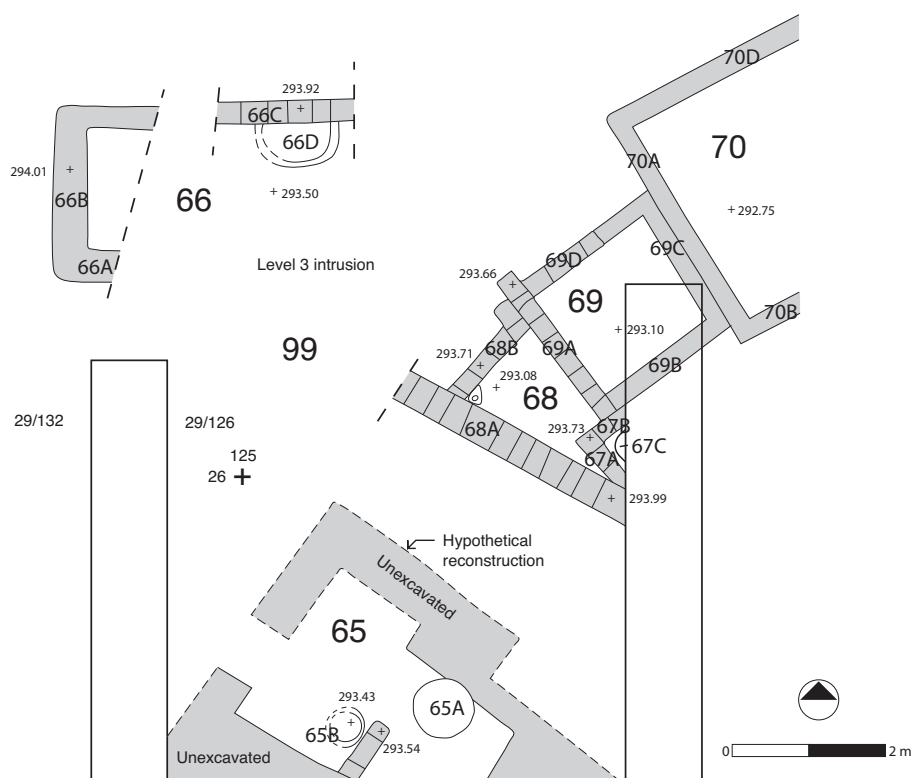 70D
293.92
66C
66D
70
70A
294.01
66B
66
293.50
292.75
69C
66A
Level 3 intrusion
69D
293.66
69
70B
293.10
99
293.71
68B
69A
69B
293.08
68
29/132
29/126
68A
293.73
67B
67C
67A
125
26
293.99
Hypothetical
reconstruction
Unexcavated
65
293.43
65A
65B
293.54
Unexcavated
0
2 m